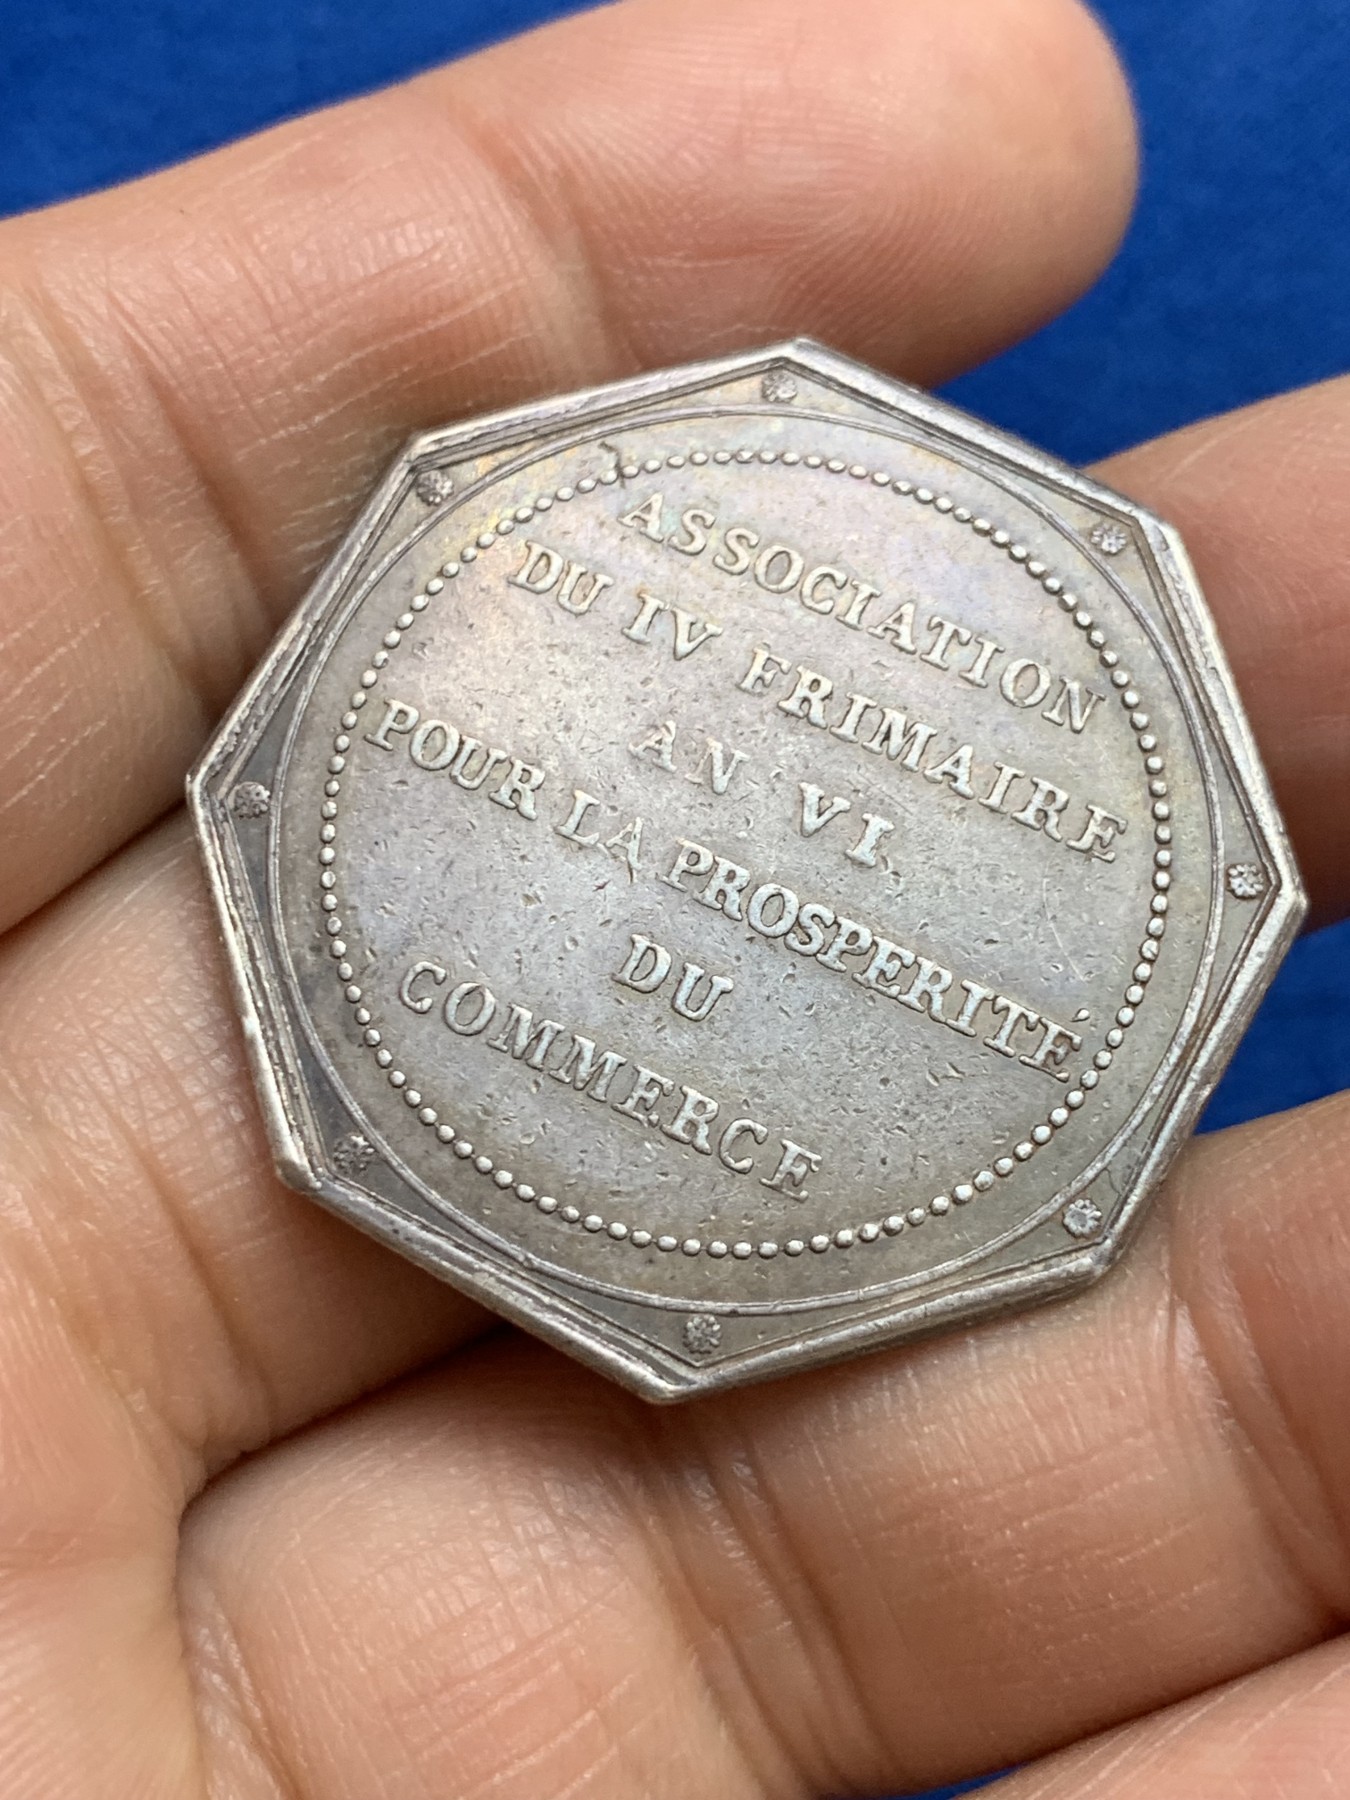 ASSOCIATION
DU IV FRIMAIRE
AN VI.
POUR LA PROSPERITÉ
DU
COMMERCE